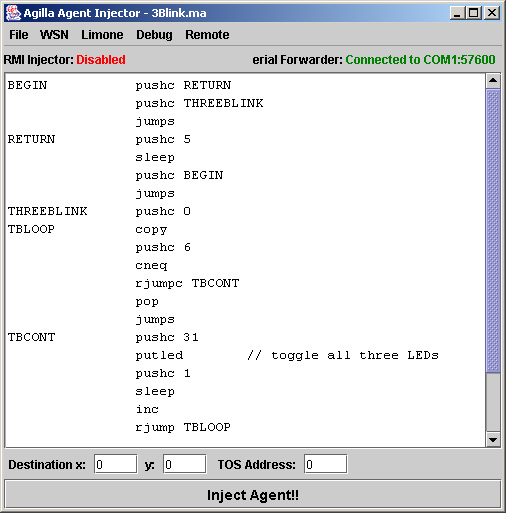 Agilla Agent Injector - 3Blink.ma
File WSN Limone Debug Remote
RMI Injector: Disabled erial Forwarder: Connected to COM1:57600
BEGIN pushc RETURN
pushc THREEBLINK
jumps
RETURN pushc 5
sleep
pushc BEGIN
jumps
THREEBLINK pushc 0
TBLOOP copy
pushc 6
cneq
rjumpc TBCONT
pop
jumps
TBCONT pushc 31
putled // toggle all three LEDs
pushc 1
sleep
inc
rjump TBLOOP
Destination x: 0 y: 0 TOS Address: 0
Inject Agent!!